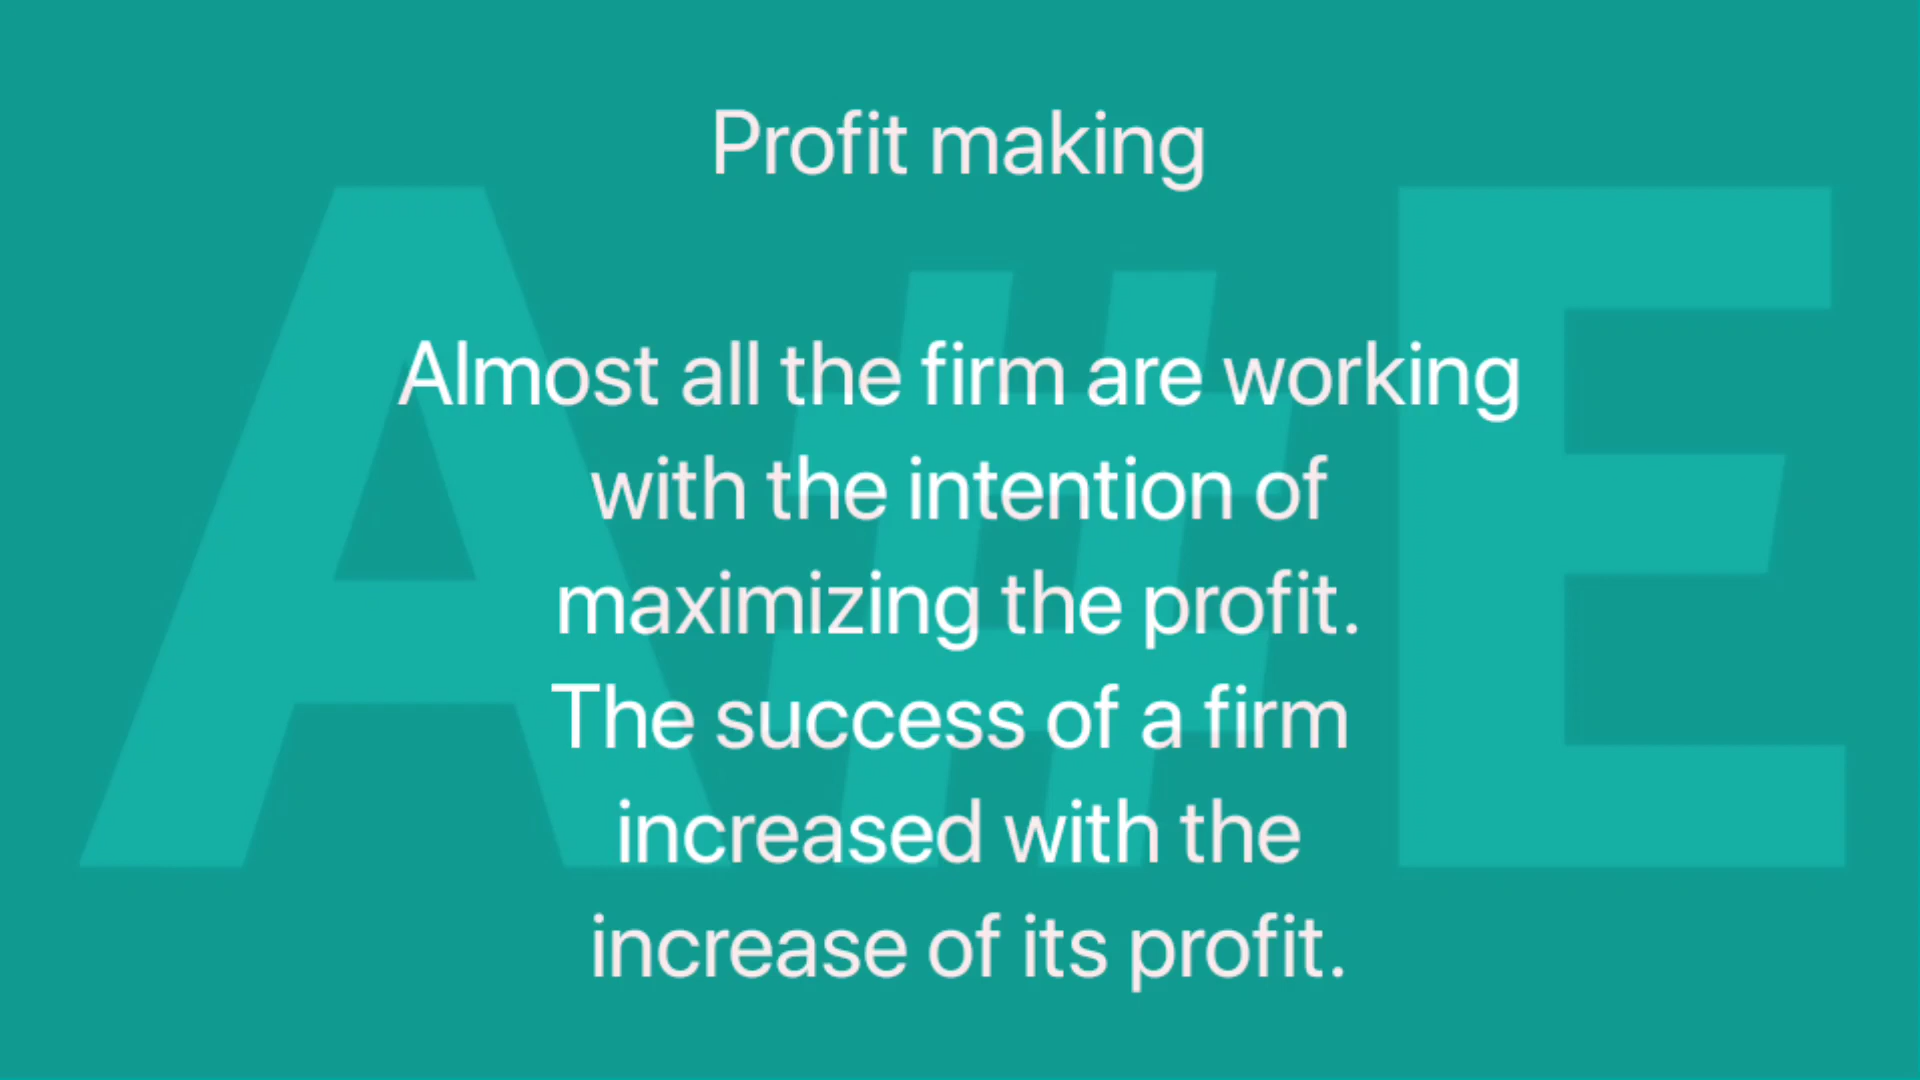 Profit making
A#E
Almost all the firm are working
with the intention of
maximizing the profit.
The success of a firm
increased with the
increase of its profit.